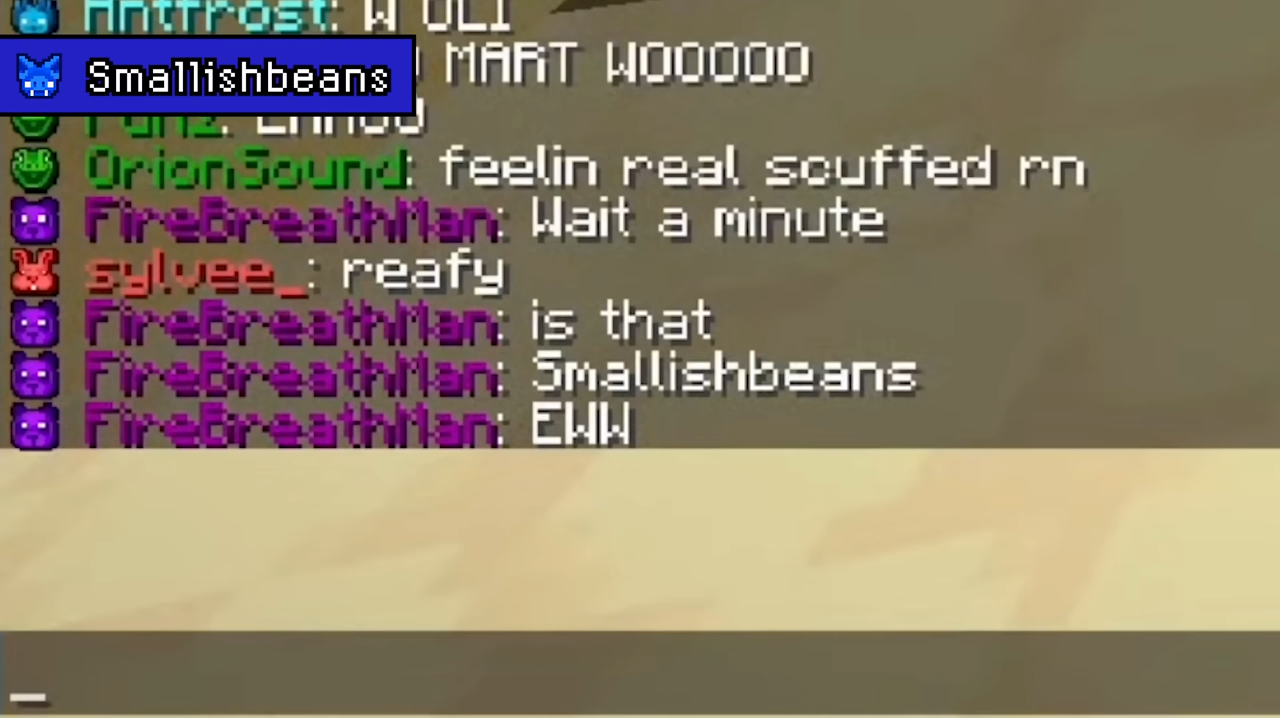 Antfrost: W OLI
Smallishbeans
MART WOOOOO
OrionSound: feelin real scuffed rn
FireBreathMan: Wait a minute
sylvee_: reafy
FireBreathMan: is that
FireBreathMan: Smallishbeans
FireBreathMan: EWW
_